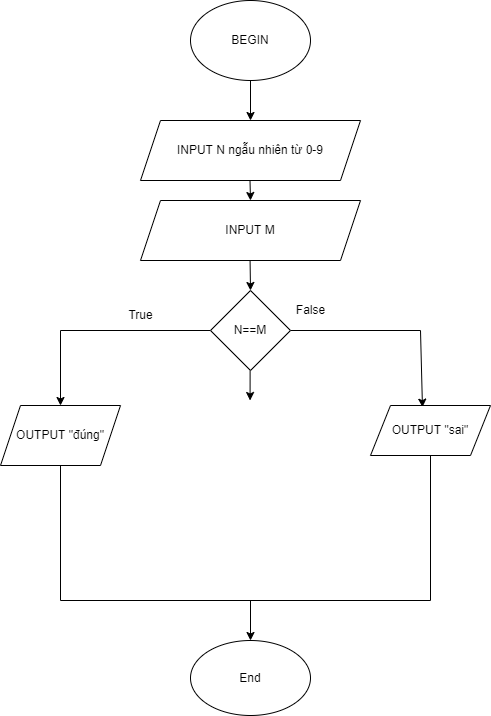 BEGIN
INPUT N ngẫu nhiên từ 0-9
INPUT M
True
False
N==M
OUTPUT "đúng"
OUTPUT "sai"
End